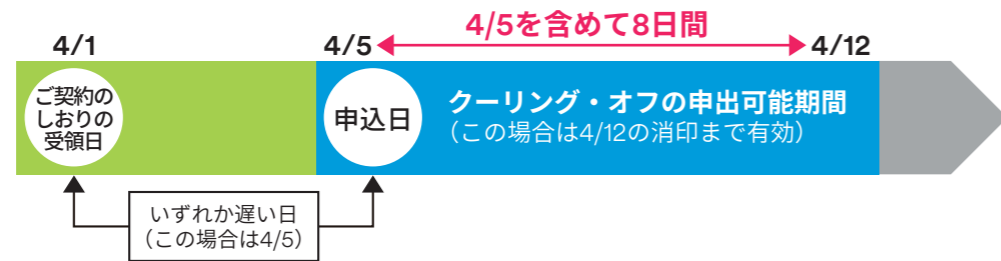 4/5を含めて8日間
4/1
4/5
4/12
ご契約の
しおりの
受領日
申込日
クーリング・オフの申出可能期間
（この場合は4/12の消印まで有効）
いずれか遅い日
（この場合は4/5）